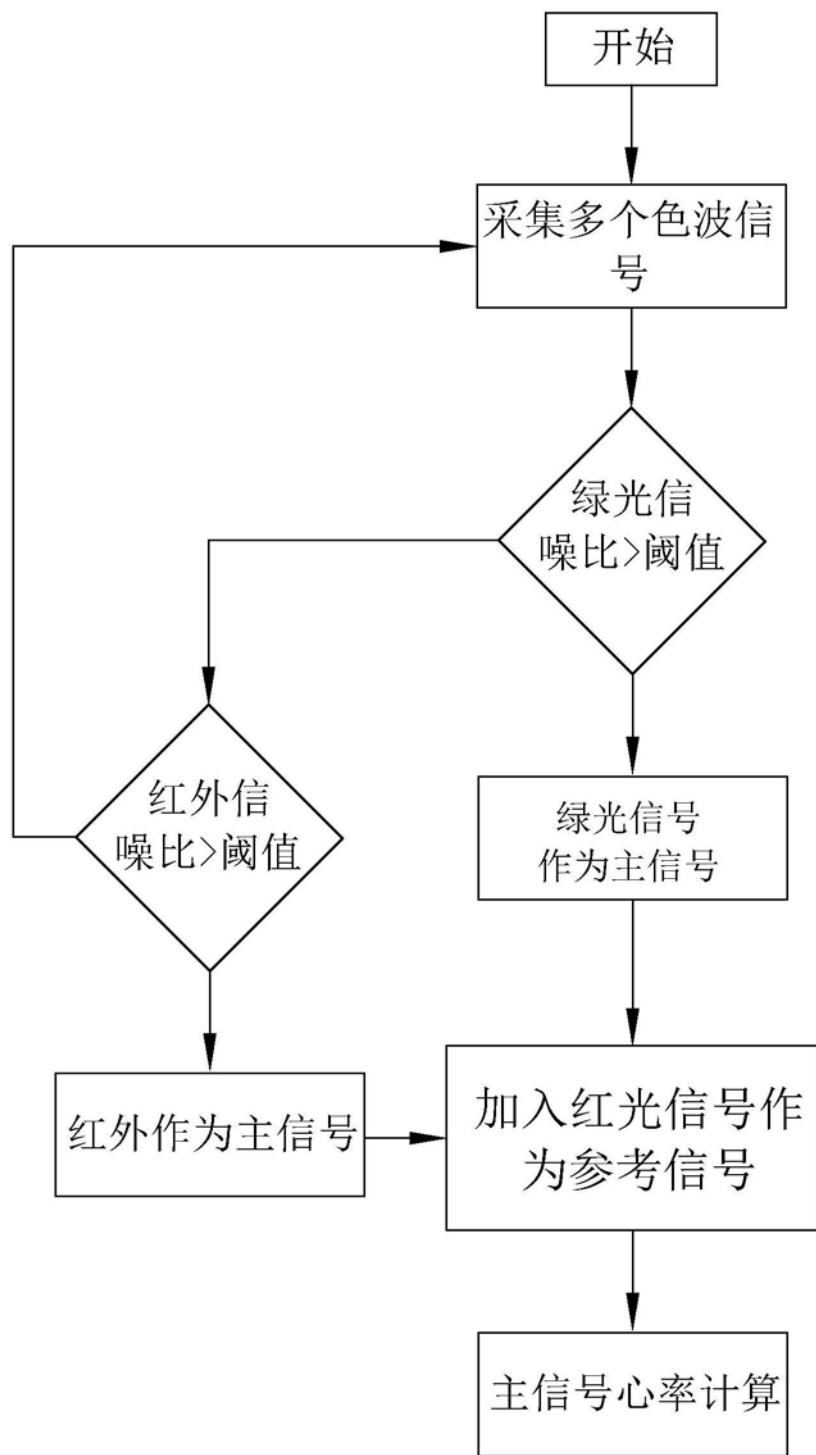 开始
采集多个色波信
号
绿光信
噪比>阈值
红外信
噪比>阈值
绿光信号
作为主信号
红外作为主信号
加入红光信号作
为参考信号
主信号心率计算